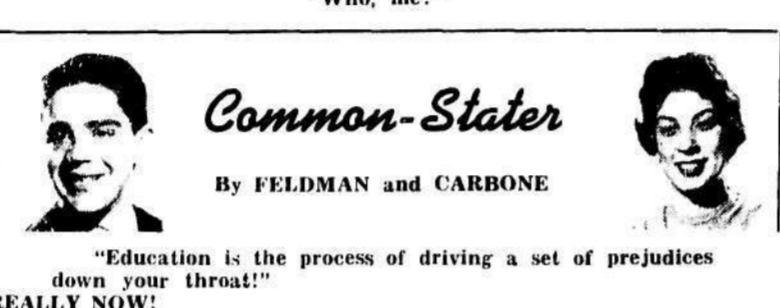 "Who, me?"
Common-Stater
By FELDMAN and CARBONE
"Education is the process of driving a set of prejudices
down your throat!"
REALLY NOW!